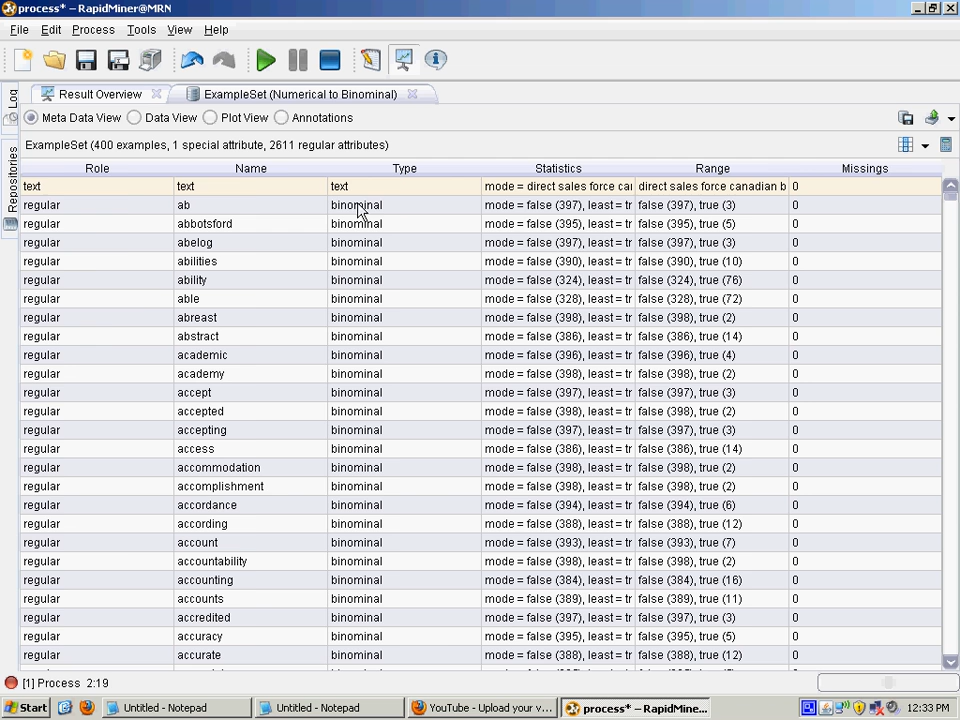 process* – RapidMiner@MRN
File Edit Process Tools View Help
Result Overview ExampleSet (Numerical to Binominal)
Log
Repositories
Meta Data View Data View Plot View Annotations
ExampleSet (400 examples, 1 special attribute, 2611 regular attributes)
Role Name Type Statistics Range Missings
text text text mode = direct sales force ca direct sales force canadian b 0
regular ab binominal mode = false (397), least = tr false (397), true (3) 0
regular abbotsford binominal mode = false (395), least = tr false (395), true (5) 0
regular abelog binominal mode = false (397), least = tr false (397), true (3) 0
regular abilities binominal mode = false (390), least = tr false (390), true (10) 0
regular ability binominal mode = false (324), least = tr false (324), true (76) 0
regular able binominal mode = false (328), least = tr false (328), true (72) 0
regular abreast binominal mode = false (398), least = tr false (398), true (2) 0
regular abstract binominal mode = false (386), least = tr false (386), true (14) 0
regular academic binominal mode = false (396), least = tr false (396), true (4) 0
regular academy binominal mode = false (398), least = tr false (398), true (2) 0
regular accept binominal mode = false (397), least = tr false (397), true (3) 0
regular accepted binominal mode = false (398), least = tr false (398), true (2) 0
regular accepting binominal mode = false (397), least = tr false (397), true (3) 0
regular access binominal mode = false (386), least = tr false (386), true (14) 0
regular accommodation binominal mode = false (398), least = tr false (398), true (2) 0
regular accomplishment binominal mode = false (398), least = tr false (398), true (2) 0
regular accordance binominal mode = false (394), least = tr false (394), true (6) 0
regular according binominal mode = false (388), least = tr false (388), true (12) 0
regular account binominal mode = false (393), least = tr false (393), true (7) 0
regular accountability binominal mode = false (398), least = tr false (398), true (2) 0
regular accounting binominal mode = false (384), least = tr false (384), true (16) 0
regular accounts binominal mode = false (389), least = tr false (389), true (11) 0
regular accredited binominal mode = false (397), least = tr false (397), true (3) 0
regular accuracy binominal mode = false (395), least = tr false (395), true (5) 0
regular accurate binominal mode = false (388), least = tr false (388), true (12) 0
[1] Process 2:19
Start Untitled - Notepad Untitled - Notepad YouTube - Upload your v... process* – RapidMine... 12:33 PM